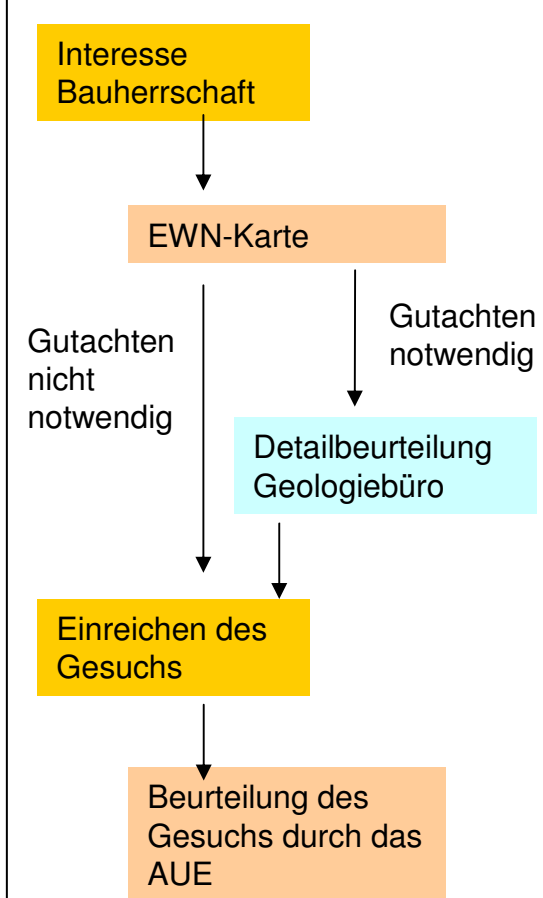 Interesse
Bauherrschaft
EWN-Karte
Gutachten
nicht
notwendig
Gutachten
notwendig
Detailbeurteilung
Geologiebüro
Einreichen des
Gesuchs
Beurteilung des
Gesuchs durch das
AUE